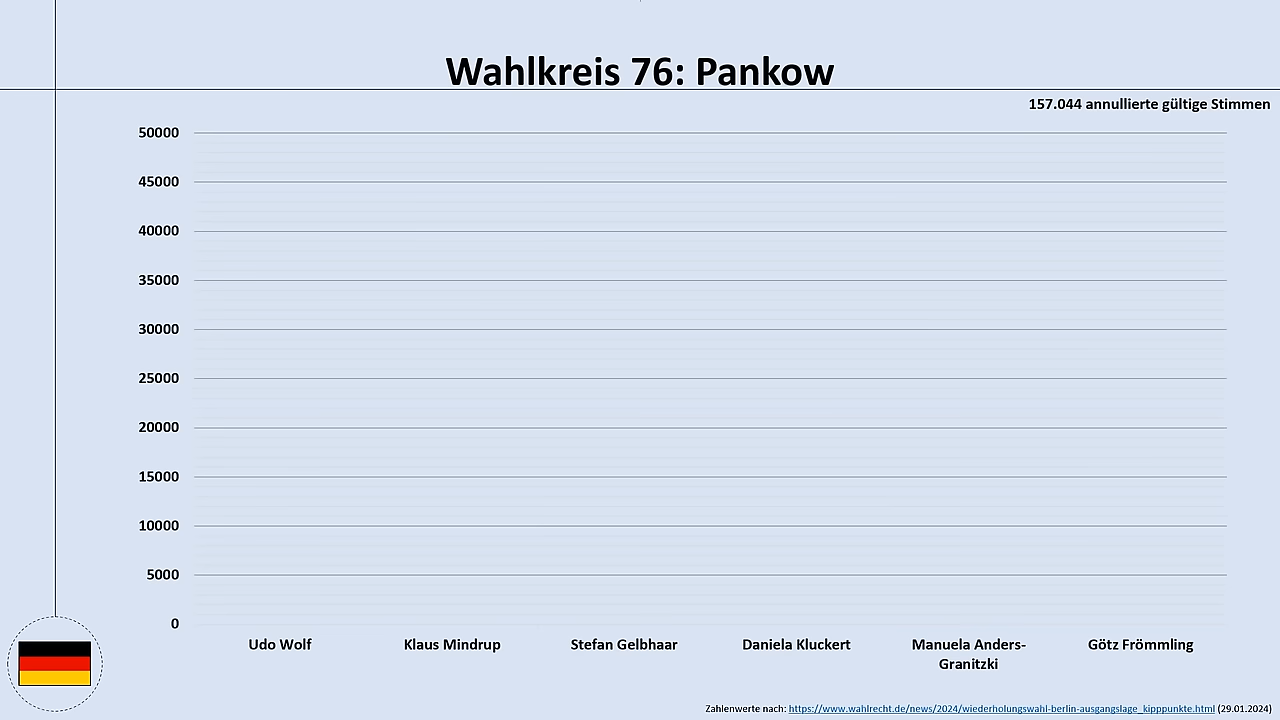 Wahlkreis 76: Pankow
157.044 annullierte gültige Stimmen
50000
45000
40000
35000
30000
25000
20000
15000
10000
5000
0
Udo Wolf
Klaus Mindrup
Stefan Gelbhaar
Daniela Kluckert
Manuela Anders-
Granitzki
Götz Frömmling
Zahlenwerte nach: https://www.wahlrecht.de/news/2024/wiederholungswahl-berlin-ausgangslage_kipppunkte.html (29.01.2024)